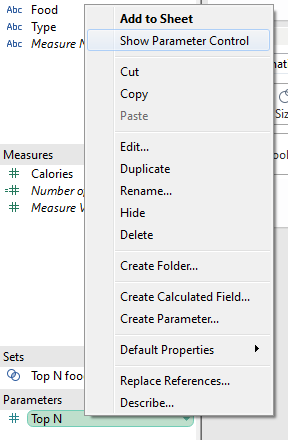 Food
Type
Measure N
Add to Sheet
Show Parameter Control
Cut
Copy
Paste
Edit...
Duplicate
Rename...
Hide
Delete
Create Folder...
Create Calculated Field...
Create Parameter...
Default Properties
Replace References...
Describe...
Measures
Calories
Number o
Measure V
Sets
Top N foo
Parameters
Top N
Abc
Abc
Abc